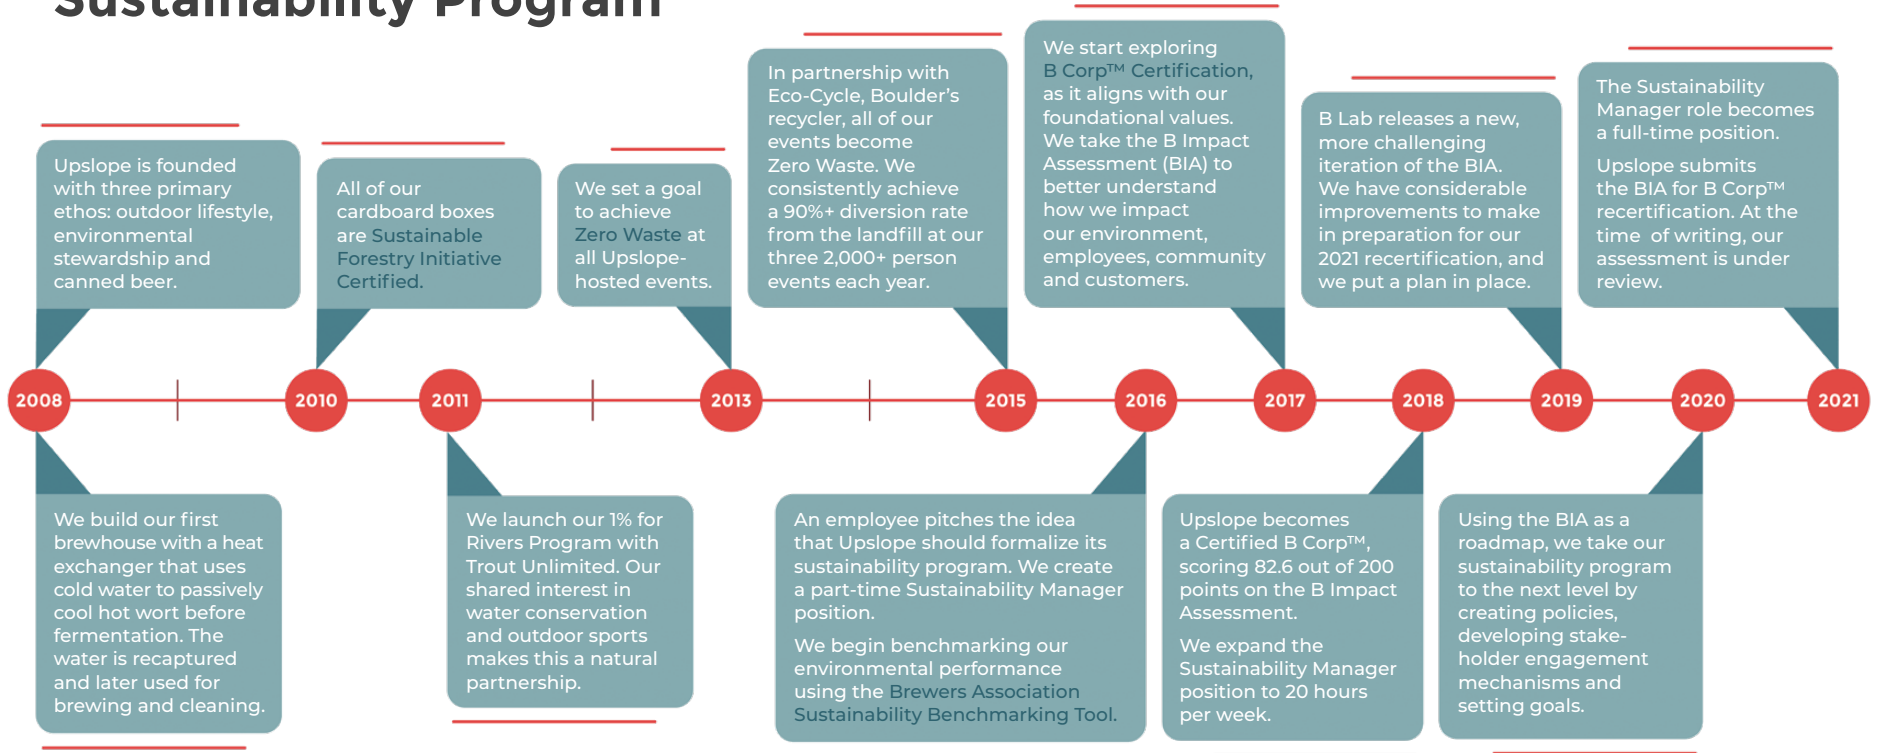 Sustainability Program
Upslope is founded
with three primary
ethos: outdoor lifestyle,
environmental
stewardship and
canned beer.
All of our
cardboard boxes
are Sustainable
Forestry Initiative
Certified.
We set a goal
to achieve
Zero Waste at
all Upslope-
hosted events.
In partnership with
Eco-Cycle, Boulder's
recycler, all of our
events become
Zero Waste. We
consistently achieve
a 90%+ diversion rate
from the landfill at our
three 2,000+ person
events each year.
We start exploring
B Corp™ Certification,
as it aligns with our
foundational values.
We take the B Impact
Assessment (BIA) to
better understand
how we impact
our environment,
employees, community
and customers.
B Lab releases a new,
more challenging
iteration of the BIA.
We have considerable
improvements to make
in preparation for our
2021 recertification, and
we put a plan in place.
The Sustainability
Manager role becomes
a full-time position.
Upslope submits
the BIA for B Corp™
recertification. At the
time of writing, our
assessment is under
review.
2008
2010
2011
2013
2015
2016
2017
2018
2019
2020
2021
We build our first
brewhouse with a heat
exchanger that uses
cold water to passively
cool hot wort before
fermentation. The
water is recaptured
and later used for
brewing and cleaning.
We launch our 1% for
Rivers Program with
Trout Unlimited. Our
shared interest in
water conservation
and outdoor sports
makes this a natural
partnership.
An employee pitches the idea
that Upslope should formalize its
sustainability program. We create
a part-time Sustainability Manager
position.
We begin benchmarking our
environmental performance
using the Brewers Association
Sustainability Benchmarking Tool.
Upslope becomes
a Certified B Corp™,
scoring 82.6 out of 200
points on the B Impact
Assessment.
We expand the
Sustainability Manager
position to 20 hours
per week.
Using the BIA as a
roadmap, we take our
sustainability program
to the next level by
creating policies,
developing stake-
holder engagement
mechanisms and
setting goals.